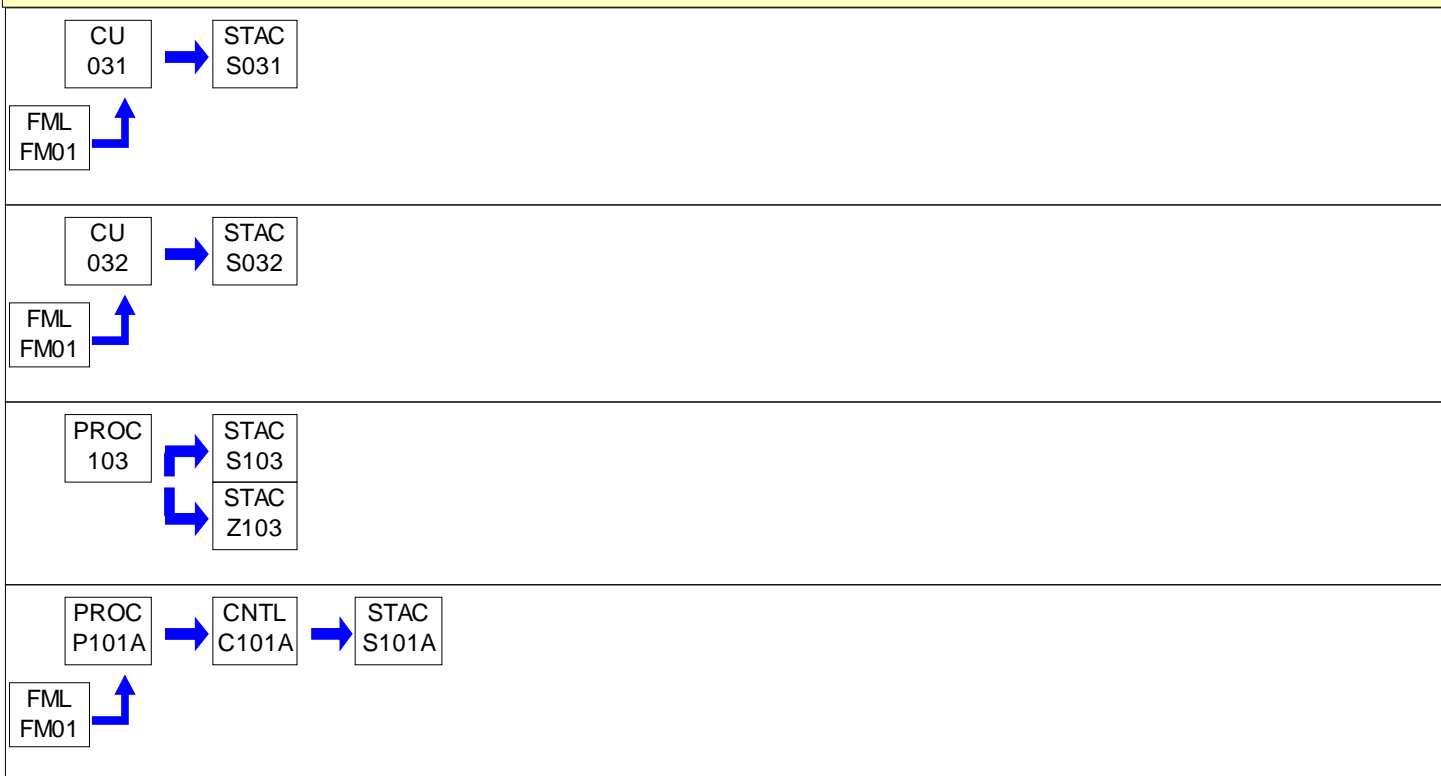 CU
031
STAC
S031
FML
FM01
CU
032
STAC
S032
FML
FM01
PROC
103
STAC
S103
STAC
Z103
PROC
P101A
CNTL
C101A
STAC
S101A
FML
FM01